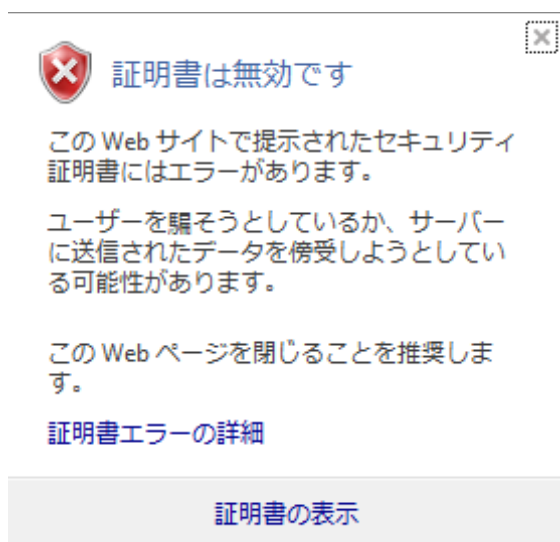 証明書は無効です
この Web サイトで提示されたセキュリティ
証明書にはエラーがあります。
ユーザーを騙そうとしているか、サーバー
に送信されたデータを傍受しようとしてい
る可能性があります。
この Web ページを閉じることを推奨しま
す。
証明書エラーの詳細
証明書の表示